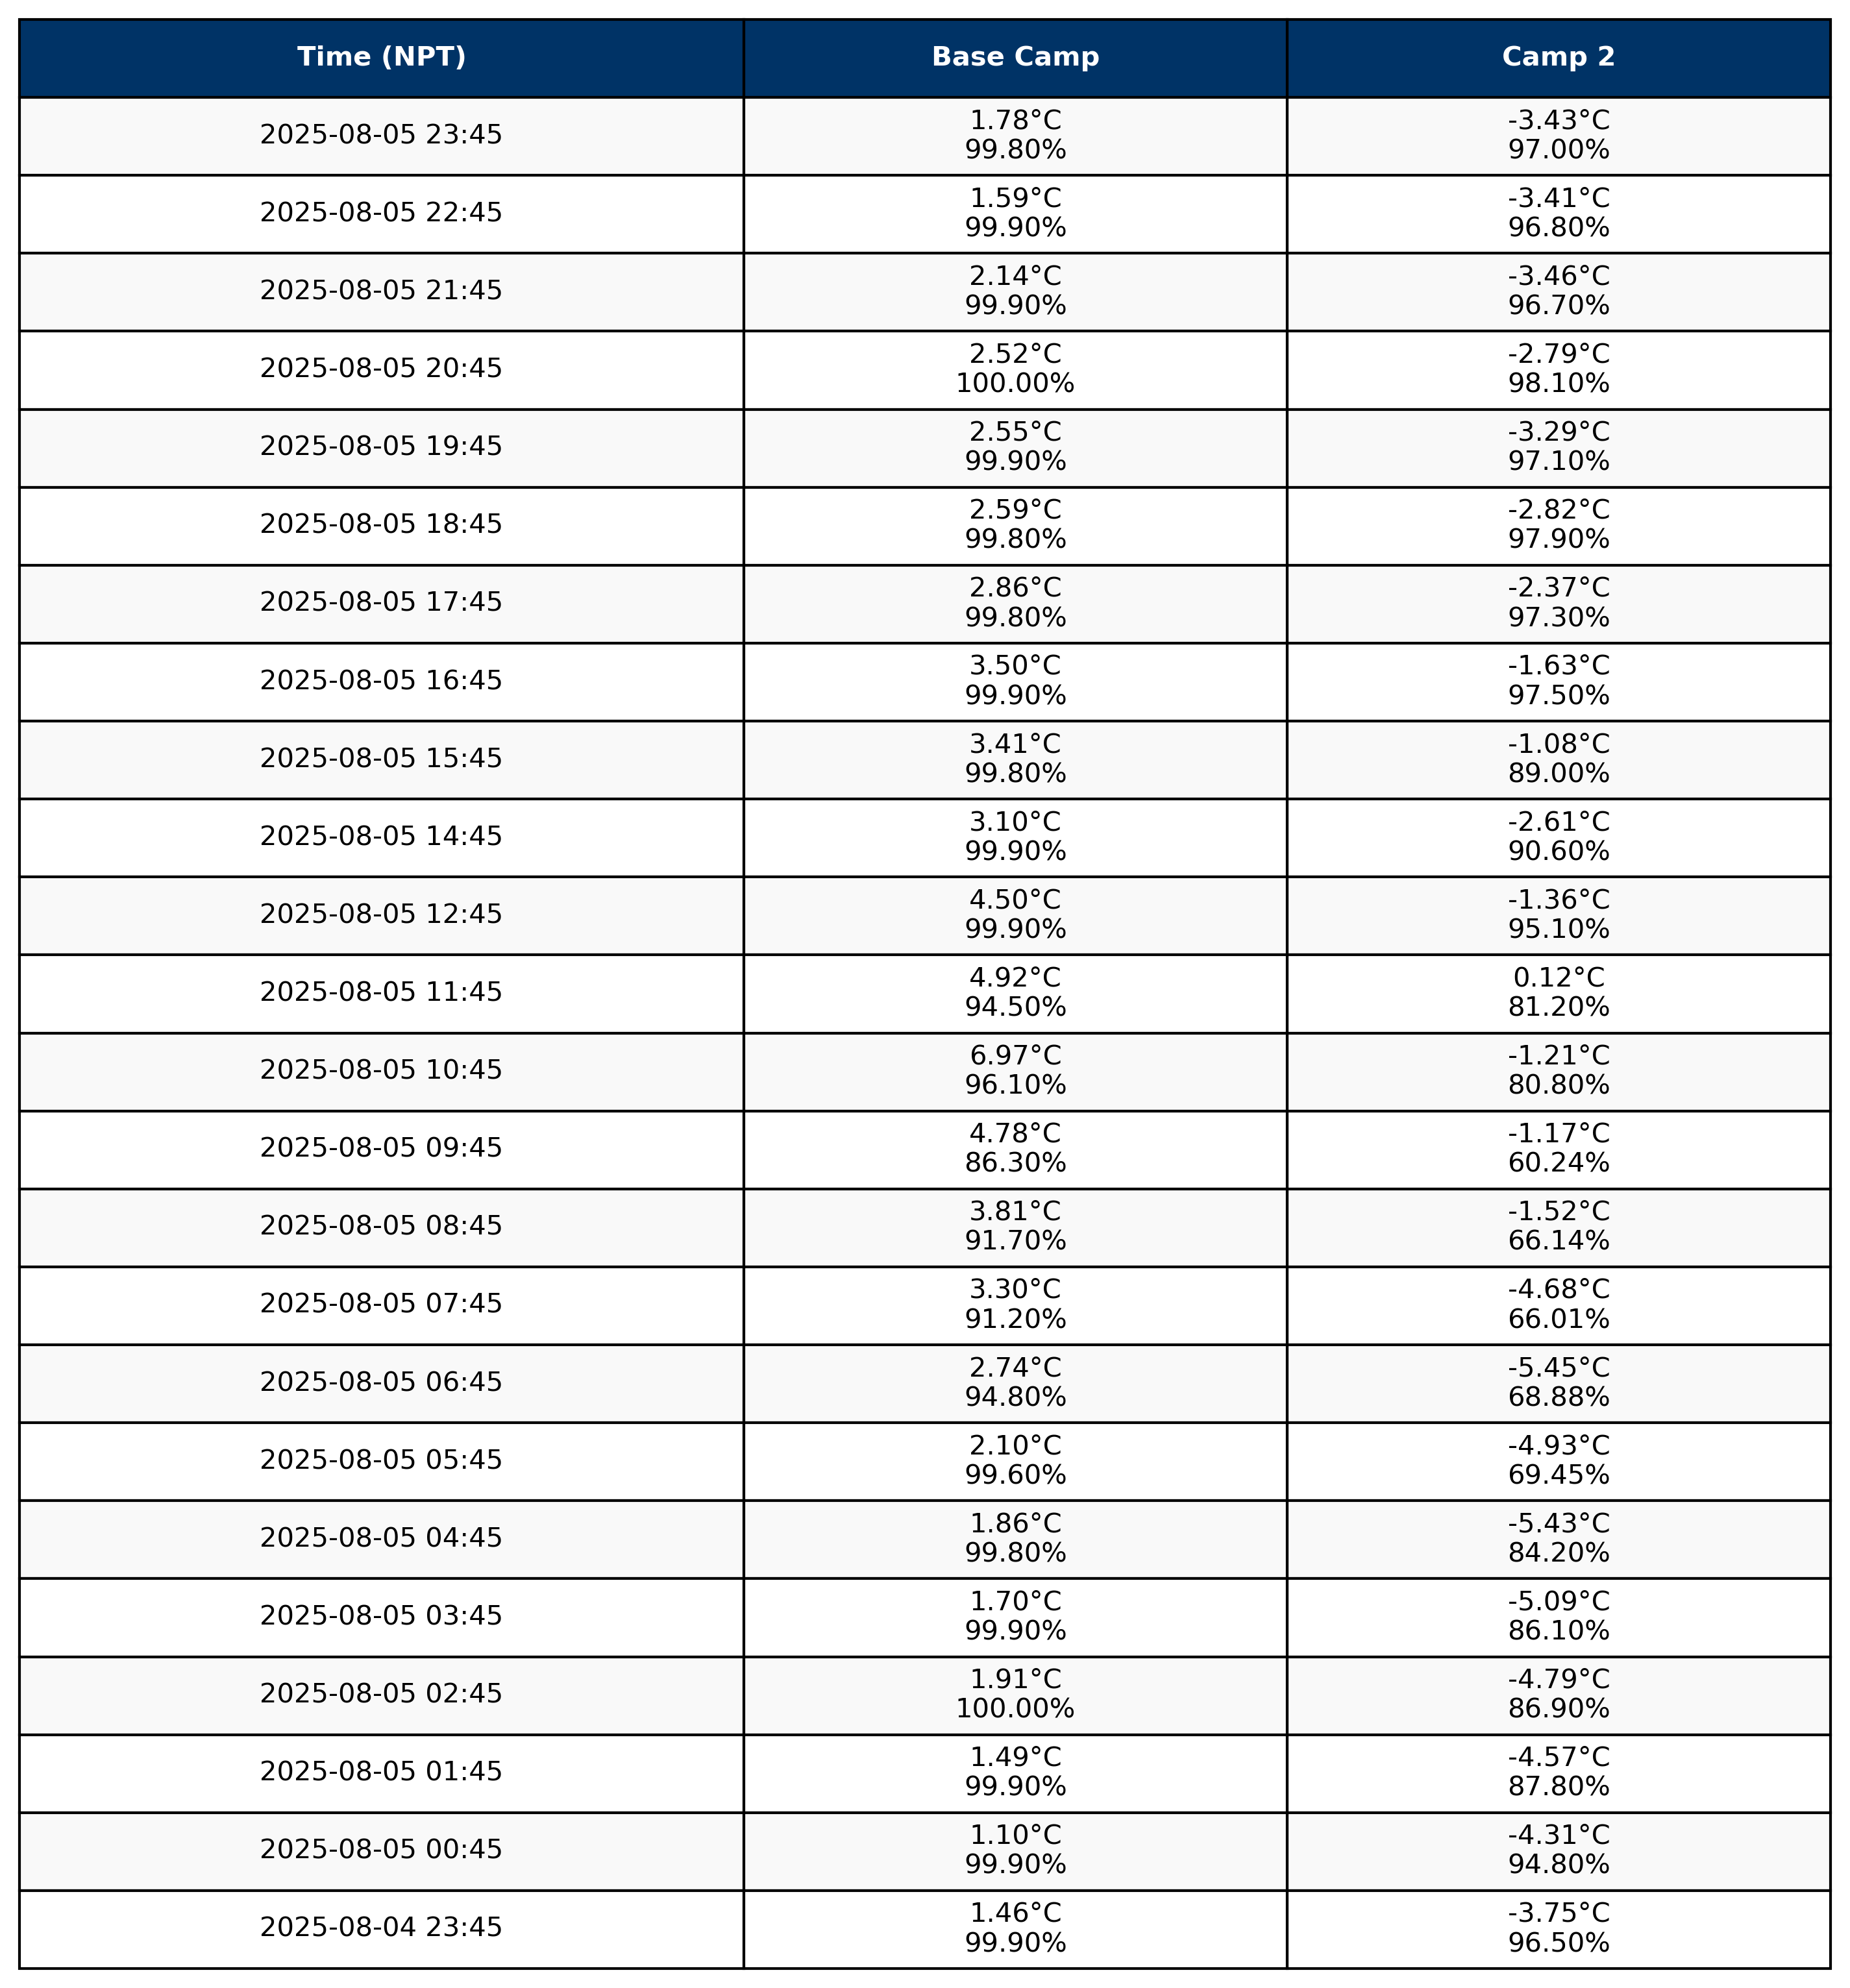 Time (NPT) Base Camp Camp 2
2025-08-05 23:45 1.78°C -3.43°C
99.80% 97.00%
2025-08-05 22:45 1.59°C -3.41°C
99.90% 96.80%
2025-08-05 21:45 2.14°C -3.46°C
99.90% 96.70%
2025-08-05 20:45 2.52°C -2.79°C
100.00% 98.10%
2025-08-05 19:45 2.55°C -3.29°C
99.90% 97.10%
2025-08-05 18:45 2.59°C -2.82°C
99.80% 97.90%
2025-08-05 17:45 2.86°C -2.37°C
99.80% 97.30%
2025-08-05 16:45 3.50°C -1.63°C
99.90% 97.50%
2025-08-05 15:45 3.41°C -1.08°C
99.80% 89.00%
2025-08-05 14:45 3.10°C -2.61°C
99.90% 90.60%
2025-08-05 12:45 4.50°C -1.36°C
99.90% 95.10%
2025-08-05 11:45 4.92°C 0.12°C
94.50% 81.20%
2025-08-05 10:45 6.97°C -1.21°C
96.10% 80.80%
2025-08-05 09:45 4.78°C -1.17°C
86.30% 60.24%
2025-08-05 08:45 3.81°C -1.52°C
91.70% 66.14%
2025-08-05 07:45 3.30°C -4.68°C
91.20% 66.01%
2025-08-05 06:45 2.74°C -5.45°C
94.80% 68.88%
2025-08-05 05:45 2.10°C -4.93°C
99.60% 69.45%
2025-08-05 04:45 1.86°C -5.43°C
99.80% 84.20%
2025-08-05 03:45 1.70°C -5.09°C
99.90% 86.10%
2025-08-05 02:45 1.91°C -4.79°C
100.00% 86.90%
2025-08-05 01:45 1.49°C -4.57°C
99.90% 87.80%
2025-08-05 00:45 1.10°C -4.31°C
99.90% 94.80%
2025-08-04 23:45 1.46°C -3.75°C
99.90% 96.50%